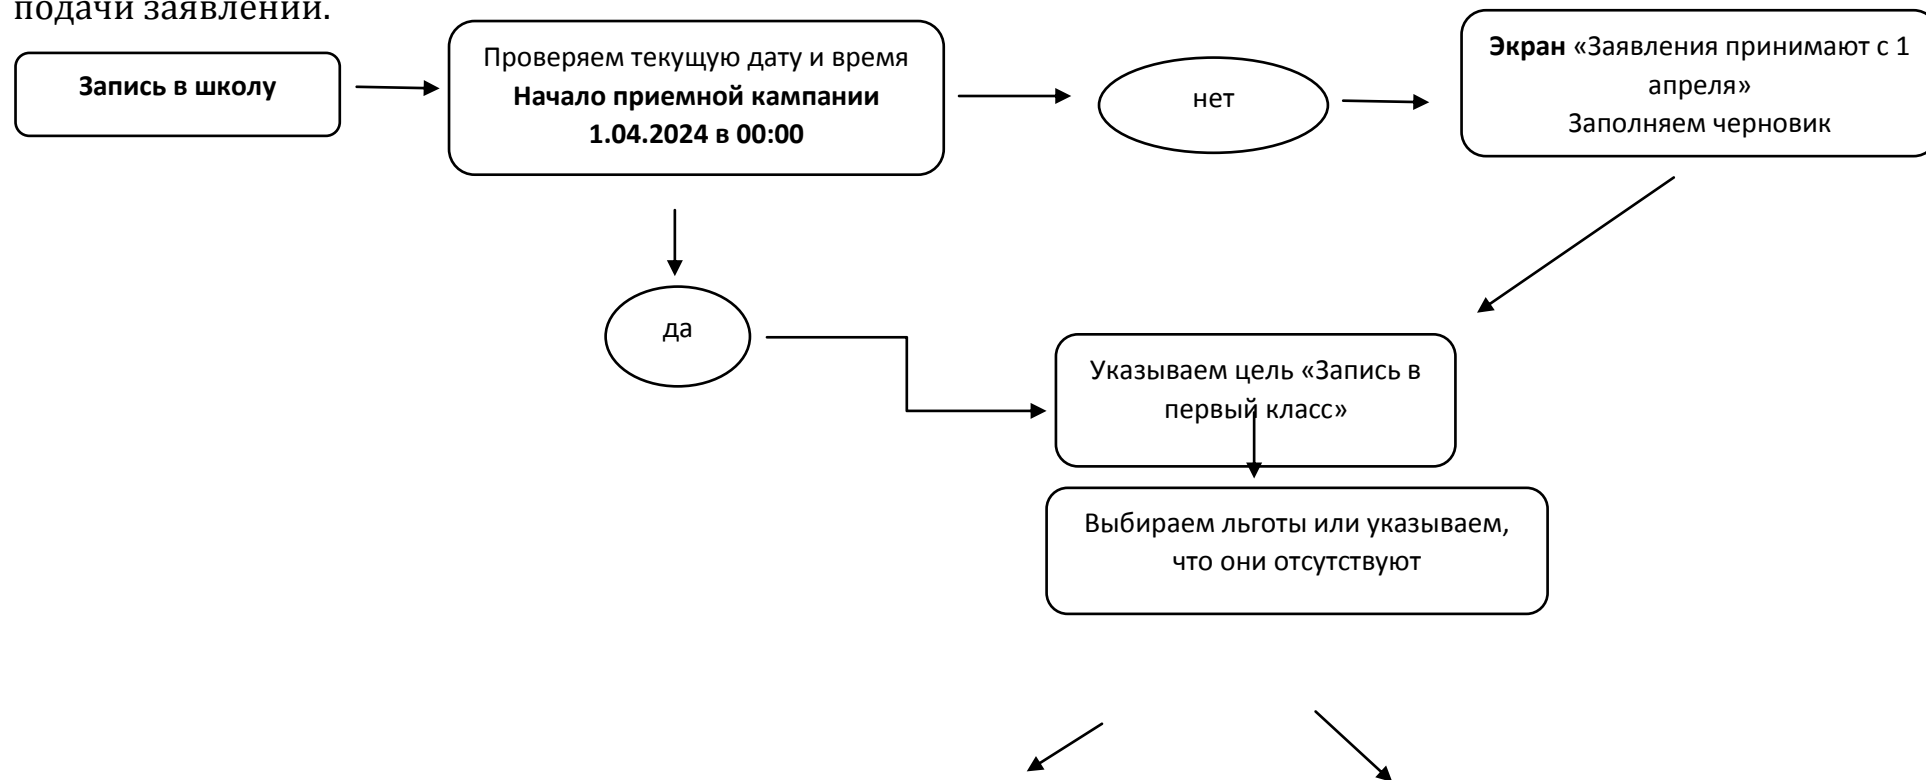 подачи заявлений.
Запись в школу
Проверяем текущую дату и время
Начало приемной кампании
1.04.2024 в 00:00
нет
Экран «Заявления принимают с 1
апреля»
Заполняем черновик
да
Указываем цель «Запись в
первый класс»
Выбираем льготы или указываем,
что они отсутствуют